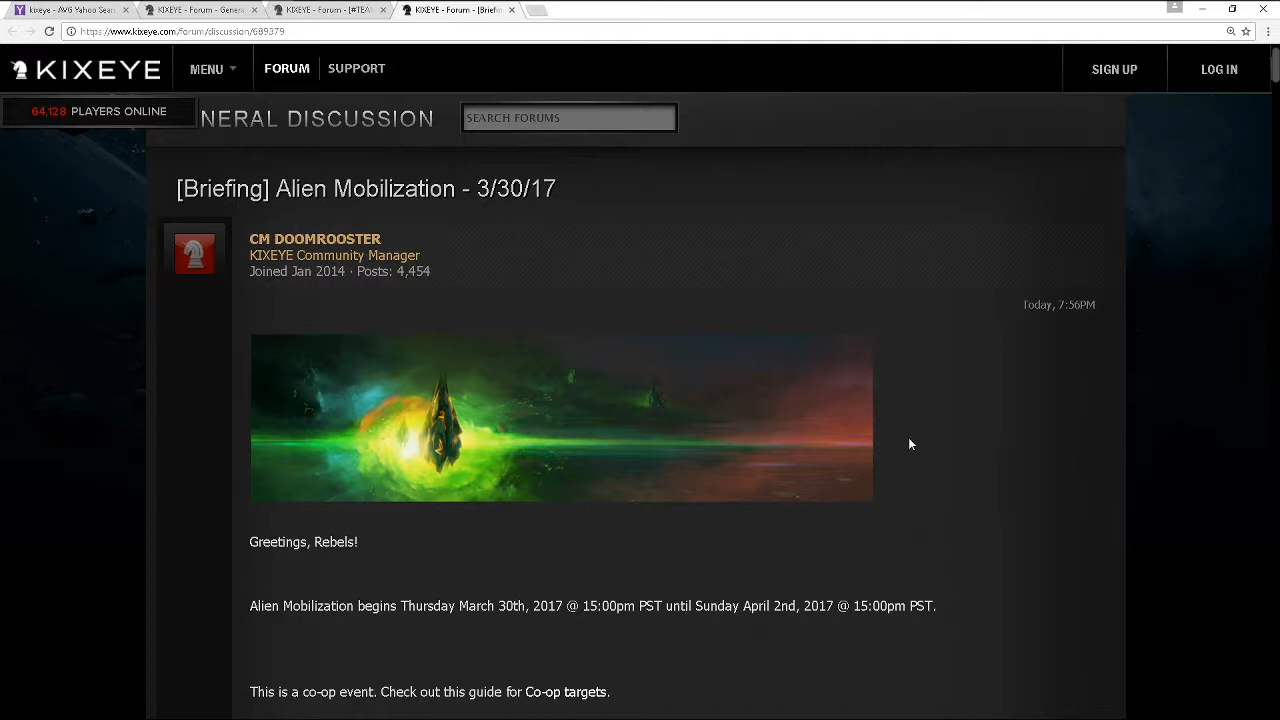 kixeye - AVG Yahoo Sear
KIXEYE - Forum - Genera
KIXEYE - Forum - [#TEA
KIXEYE - Forum - [Briefin
https://www.kixeye.com/forum/discussion/689379
KIXEYE
MENU
FORUM
SUPPORT
SIGN UP
LOG IN
64,128 PLAYERS ONLINE
NERAL DISCUSSION
SEARCH FORUMS
[Briefing] Alien Mobilization - 3/30/17
CM DOOMROOSTER
KIXEYE Community Manager
Joined Jan 2014 · Posts: 4,454
Today, 7:56PM
Greetings, Rebels!
Alien Mobilization begins Thursday March 30th, 2017 @ 15:00pm PST until Sunday April 2nd, 2017 @ 15:00pm PST.
This is a co-op event. Check out this guide for Co-op targets.